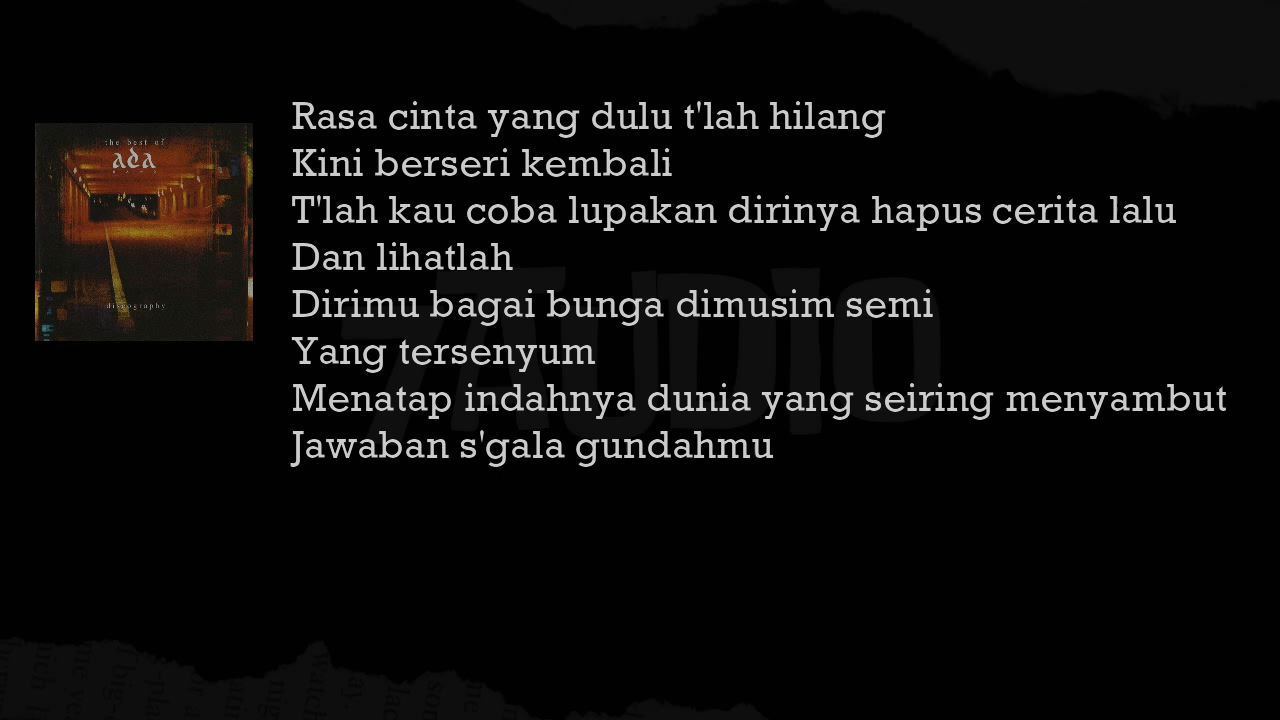 the best of
ada
discography
Rasa cinta yang dulu t'lah hilang
Kini berseri kembali
T'lah kau coba lupakan dirinya hapus cerita lalu
Dan lihatlah
Dirimu bagai bunga dimusim semi
Yang tersenyum
Menatap indahnya dunia yang seiring menyambut
Jawaban s'gala gundahmu
7AUDIO